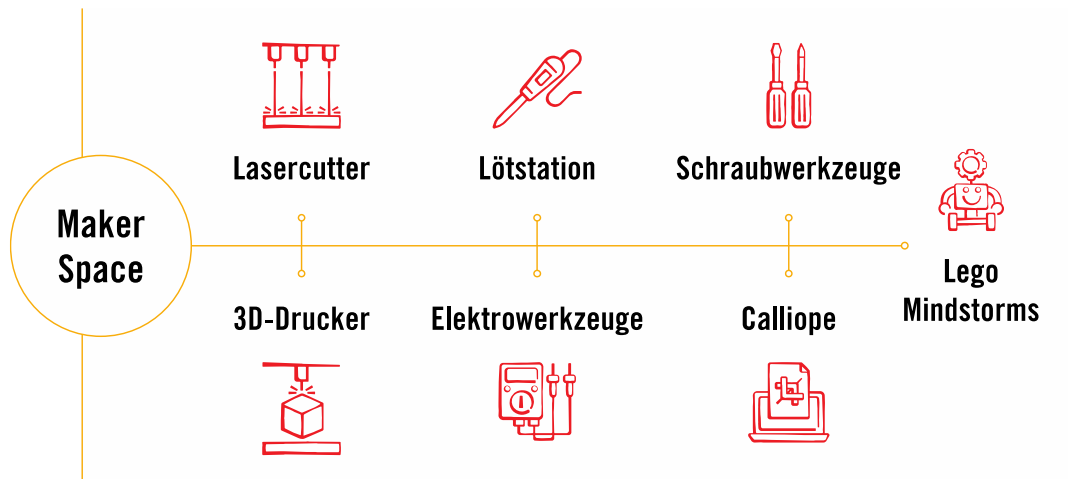 Maker
Space
Lasercutter
Lötstation
Schraubwerkzeuge
3D-Drucker
Elektrowerkzeuge
Calliope
Lego
Mindstorms